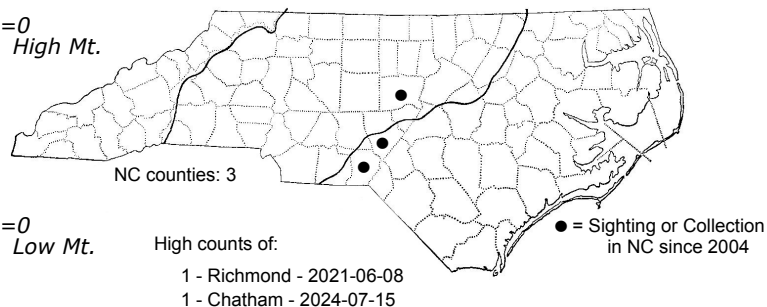 =0
High Mt.
NC counties: 3
=0
Low Mt.
High counts of:
1 - Richmond - 2021-06-08
1 - Chatham - 2024-07-15
● = Sighting or Collection
in NC since 2004